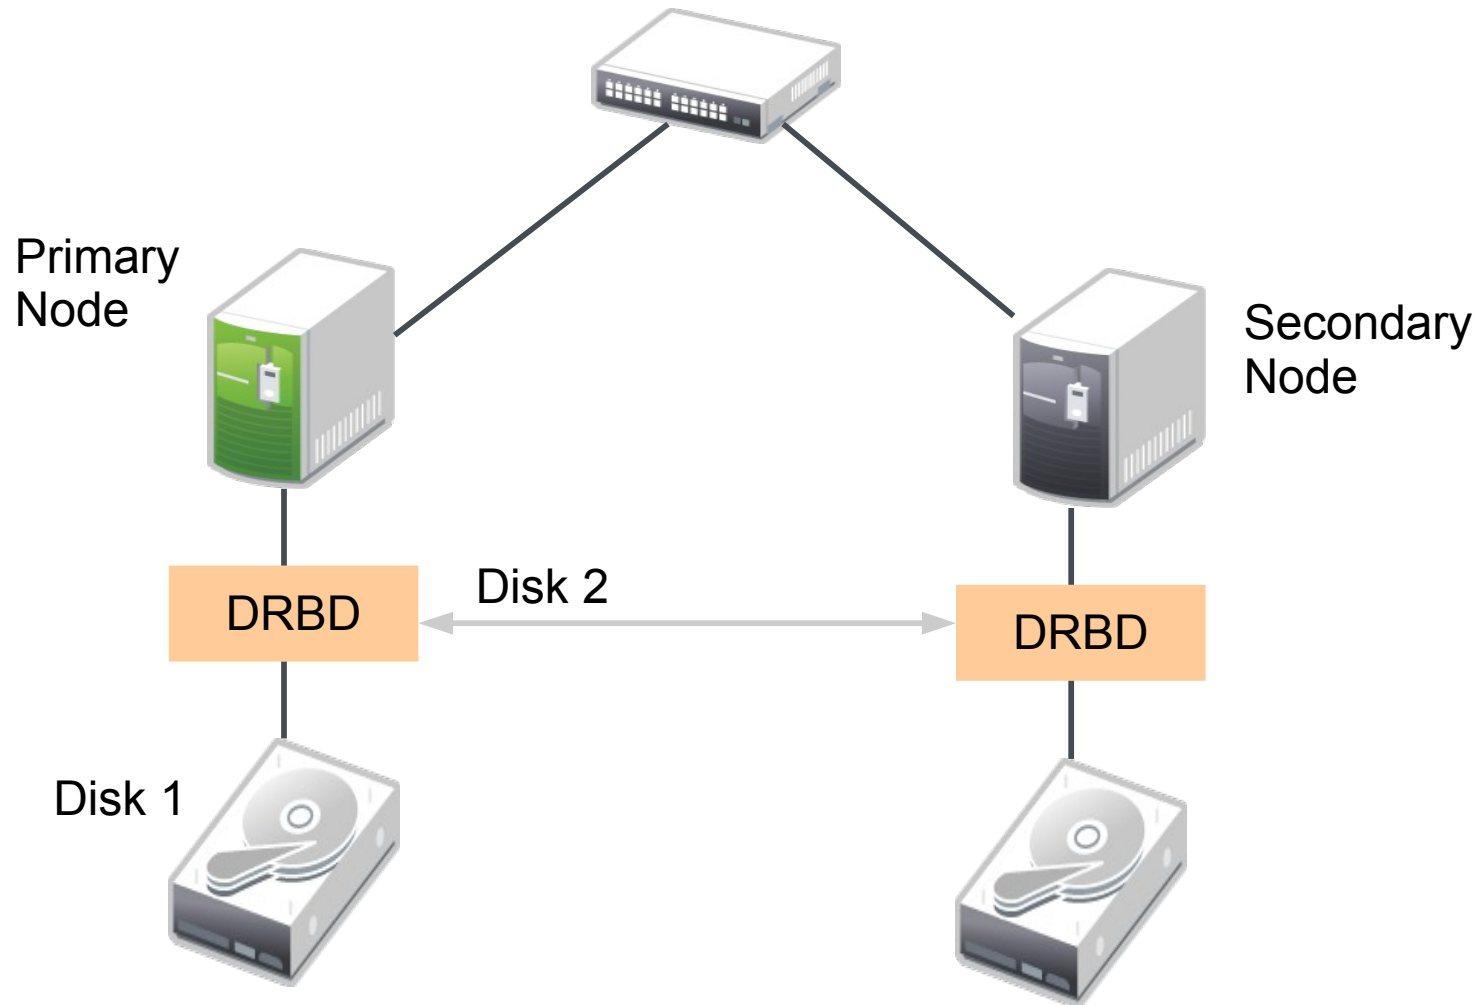 Primary
Node
Secondary
Node
DRBD
Disk 2
DRBD
Disk 1